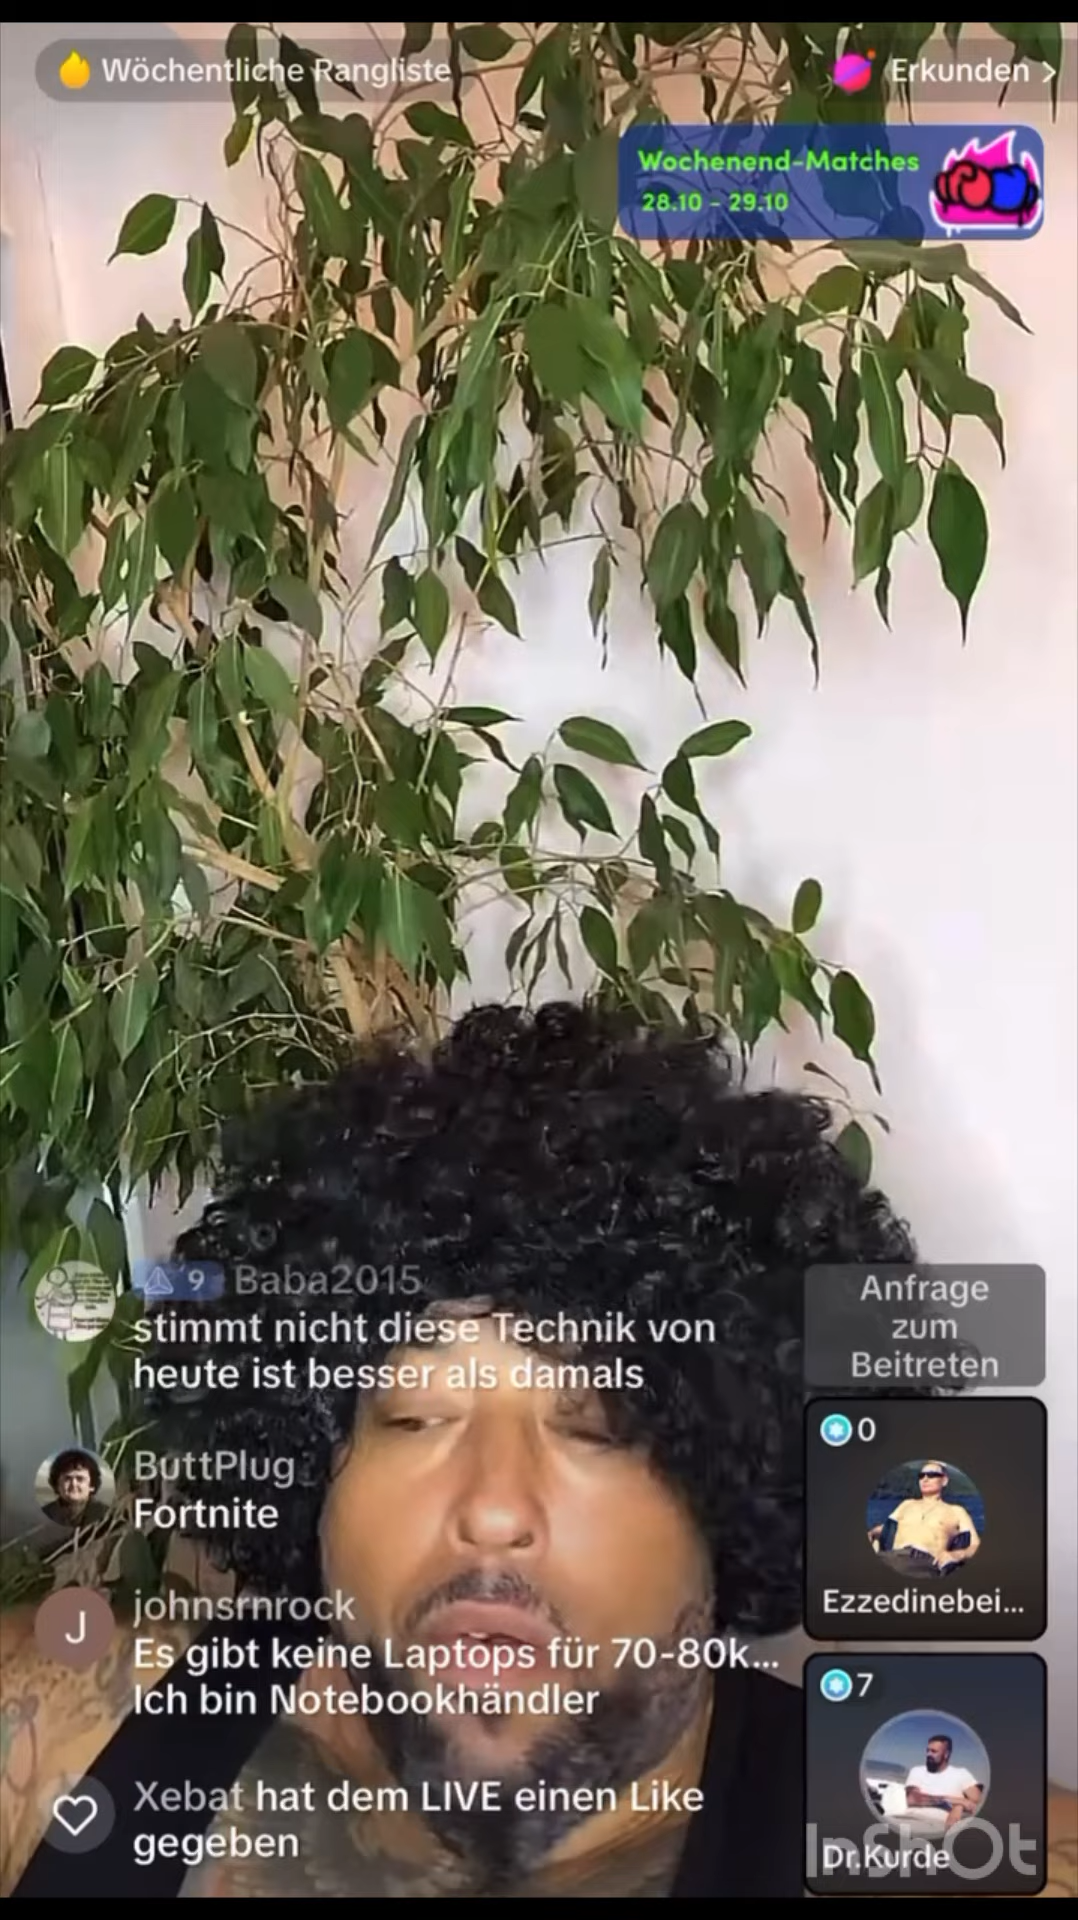 Wöchentliche Rangliste
Erkunden >
Wochenend-Matches
28.10 - 29.10
9 Baba2015
stimmt nicht diese Technik von
heute ist besser als damals
ButtPlug
Fortnite
johnsrnrock
Es gibt keine Laptops für 70-80k...
Ich bin Notebookhändler
Xebat hat dem LIVE einen Like
gegeben
Anfrage
zum
Beitreten
0
Ezzedinebei...
7
Dr.Kurde
InShOt
J